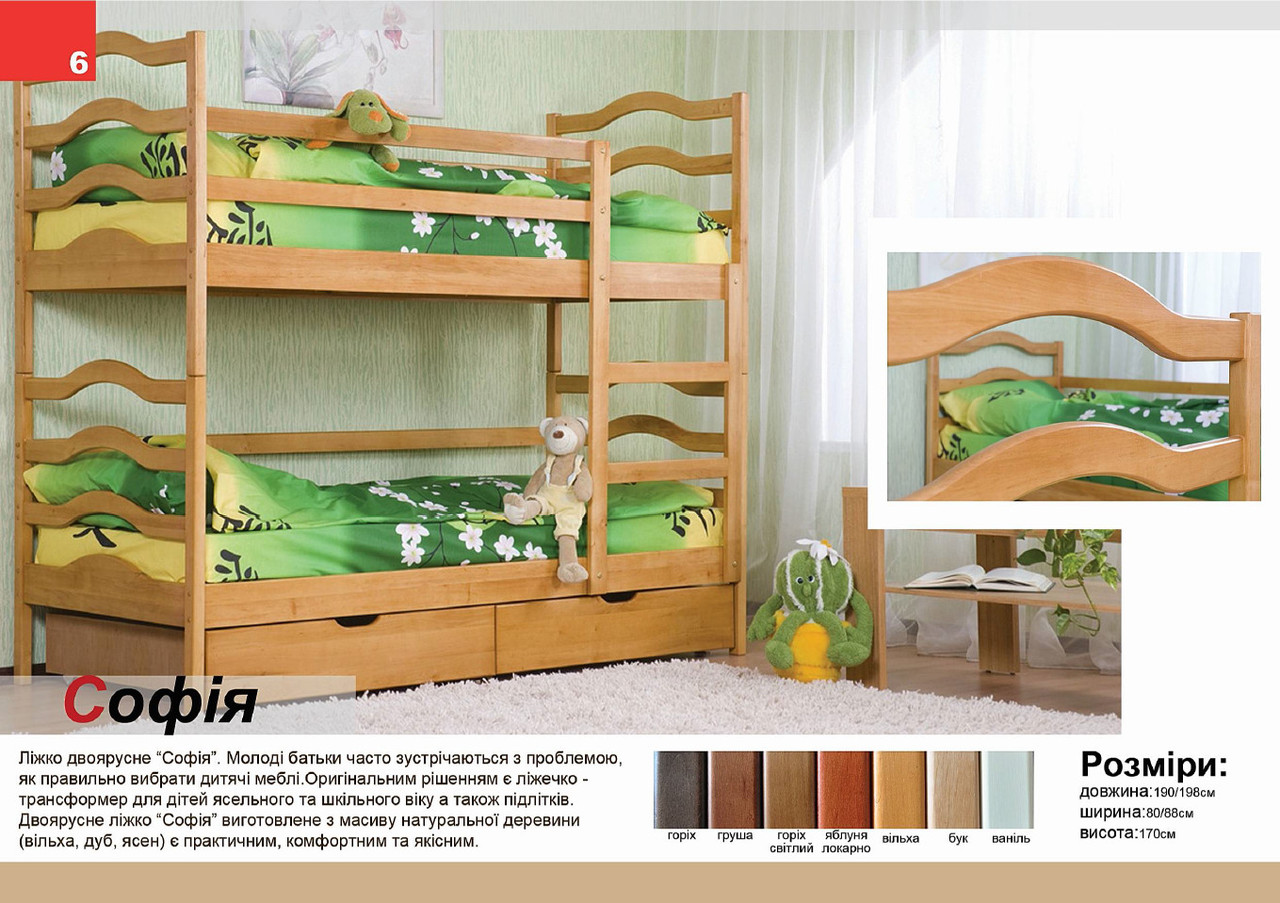 6
Софія
Ліжко двоярусне “Софія”. Молоді батьки часто зустрічаються з проблемою,
як правильно вибрати дитячі меблі.Оригінальним рішенням є ліжечко -
трансформер для дітей ясельного та шкільного віку а також підлітків.
Двоярусне ліжко “Софія” виготовлене з масиву натуральної деревини
(вільха, дуб, ясен) є практичним, комфортним та якісним.
горіх груша горіх світлий яблуня локарно вільха бук ваніль
Розміри:
довжина:190/198см
ширина:80/88см
висота:170см